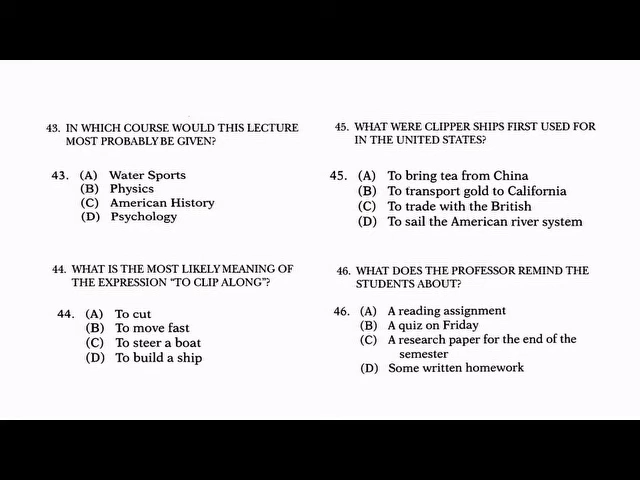 43. IN WHICH COURSE WOULD THIS LECTURE
MOST PROBABLY BE GIVEN?
43. (A) Water Sports
(B) Physics
(C) American History
(D) Psychology
44. WHAT IS THE MOST LIKELY MEANING OF
THE EXPRESSION “TO CLIP ALONG”?
44. (A) To cut
(B) To move fast
(C) To steer a boat
(D) To build a ship
45. WHAT WERE CLIPPER SHIPS FIRST USED FOR
IN THE UNITED STATES?
45. (A) To bring tea from China
(B) To transport gold to California
(C) To trade with the British
(D) To sail the American river system
46. WHAT DOES THE PROFESSOR REMIND THE
STUDENTS ABOUT?
46. (A) A reading assignment
(B) A quiz on Friday
(C) A research paper for the end of the
semester
(D) Some written homework